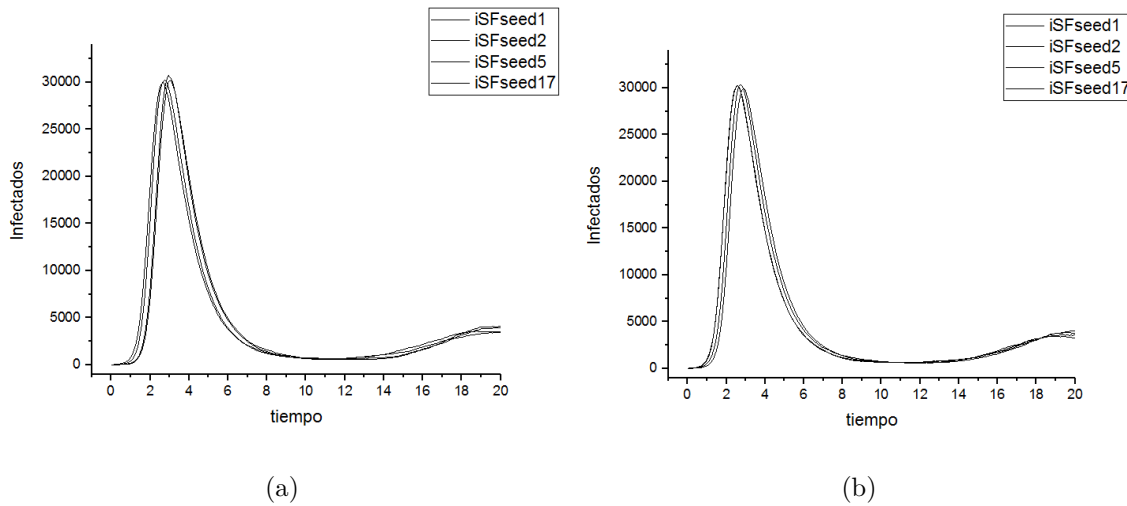 iSFseed1
iSFseed2
iSFseed5
iSFseed17
30000
25000
20000
15000
10000
5000
0
Infectados
0 2 4 6 8 10 12 14 16 18 20
tiempo
(a)
iSFseed1
iSFseed2
iSFseed5
iSFseed17
30000
25000
20000
15000
10000
5000
0
Infectados
0 2 4 6 8 10 12 14 16 18 20
tiempo
(b)